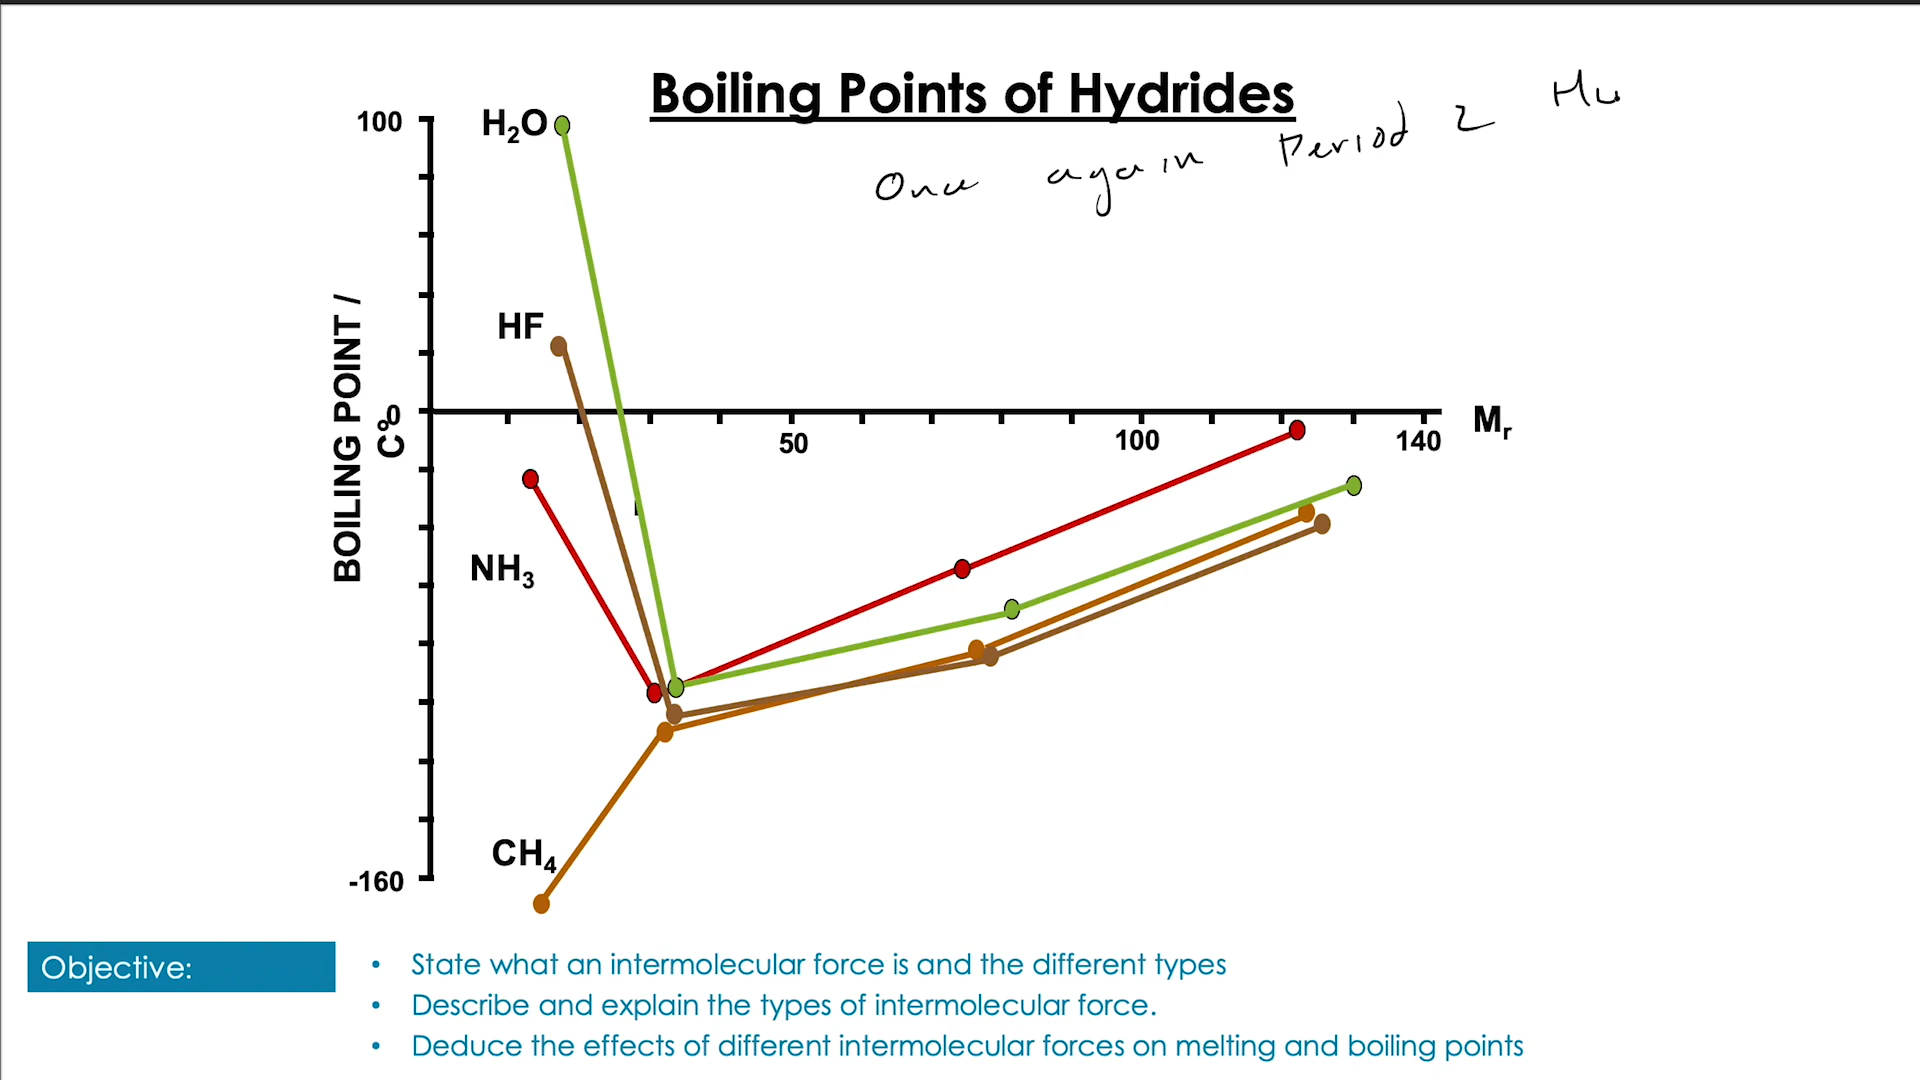 Boiling Points of Hydrides
Once again Period 2
100
H₂O
HF
BOILING POINT /
C°
0
50
100
140
Mᵣ
NH₃
CH₄
-160
Objective:
• State what an intermolecular force is and the different types
• Describe and explain the types of intermolecular force.
• Deduce the effects of different intermolecular forces on melting and boiling points